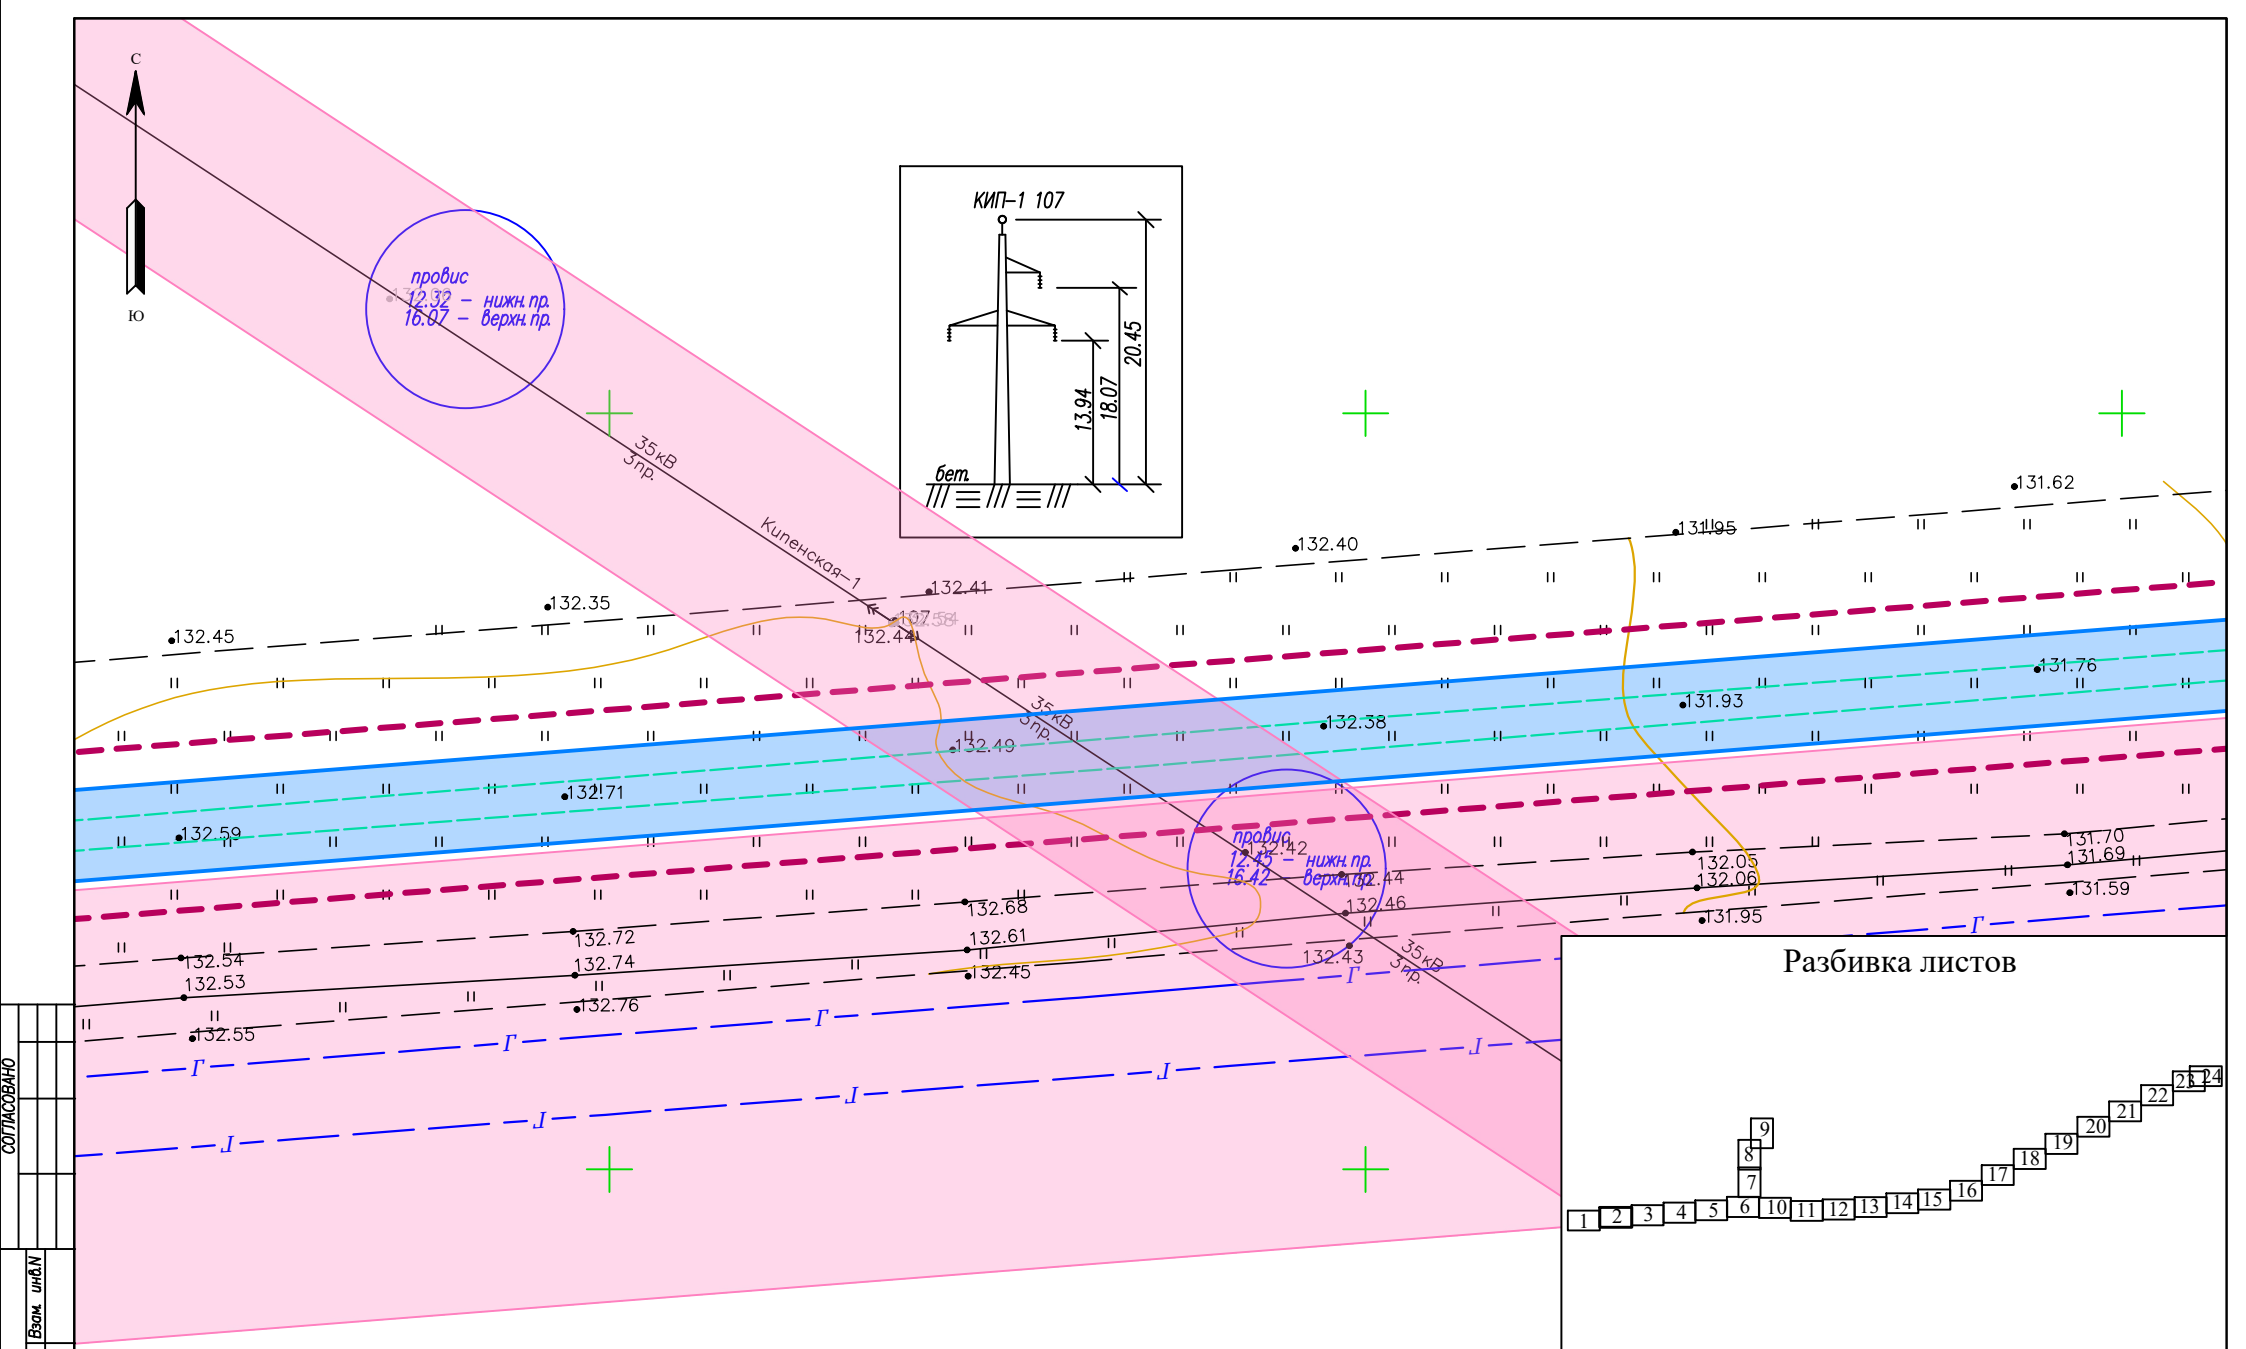 С
Ю
КИП-1 107
20.45
18.07
13.94
бет.
провис
12.32 - нижн.пр.
16.07 - верхн.пр.
35кВ
3пр.
Кипенская-1
131.62
131.95
132.40
132.41
132.35
132.45
107
132.44
35кВ
3пр.
131.76
131.93
132.38
132.49
132.71
132.59
провис
12.45 - нижн.пр.
16.42 верхн.пр.
132.42
132.44
131.70
131.69
132.05
132.06
131.59
131.95
132.46
132.43
132.68
132.61
132.45
132.72
132.74
132.76
132.54
132.53
132.55
35кВ
3пр.
Г
Г
Г
Г
Г
Г
Г
Г
Г
Г
Разбивка листов
1 2 3 4 5 6 7 8 9 10 11 12 13 14 15 16 17 18 19 20 21 22 23 24
СОГЛАСОВАНО
Взам. инв.N